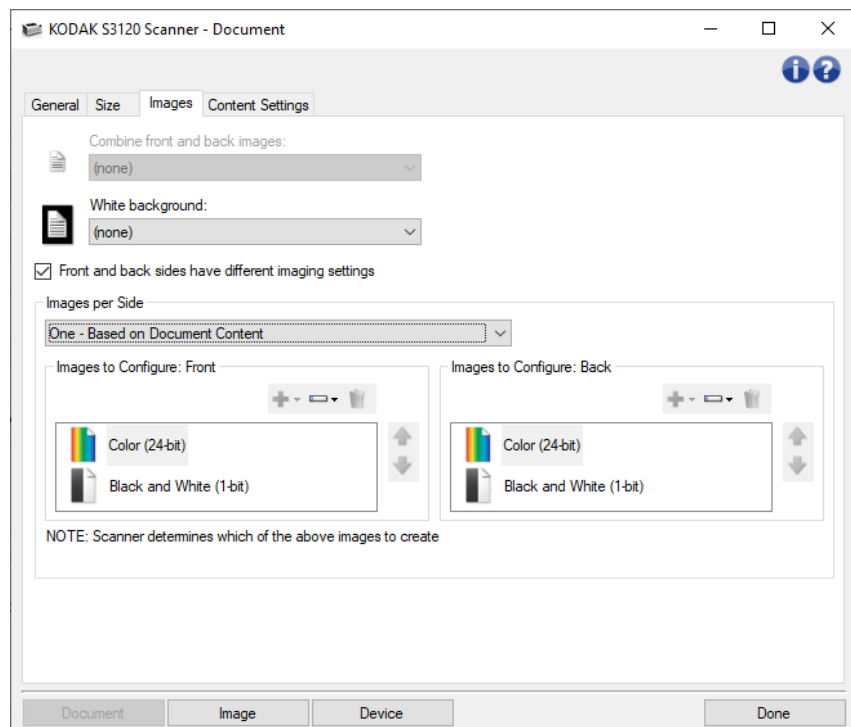 KODAK S3120 Scanner - Document
General Size Images Content Settings
Combine front and back images:
(none)
White background:
(none)
Front and back sides have different imaging settings
Images per Side
One - Based on Document Content
Images to Configure: Front
Color (24-bit)
Black and White (1-bit)
Images to Configure: Back
Color (24-bit)
Black and White (1-bit)
NOTE: Scanner determines which of the above images to create
Document Image Device Done